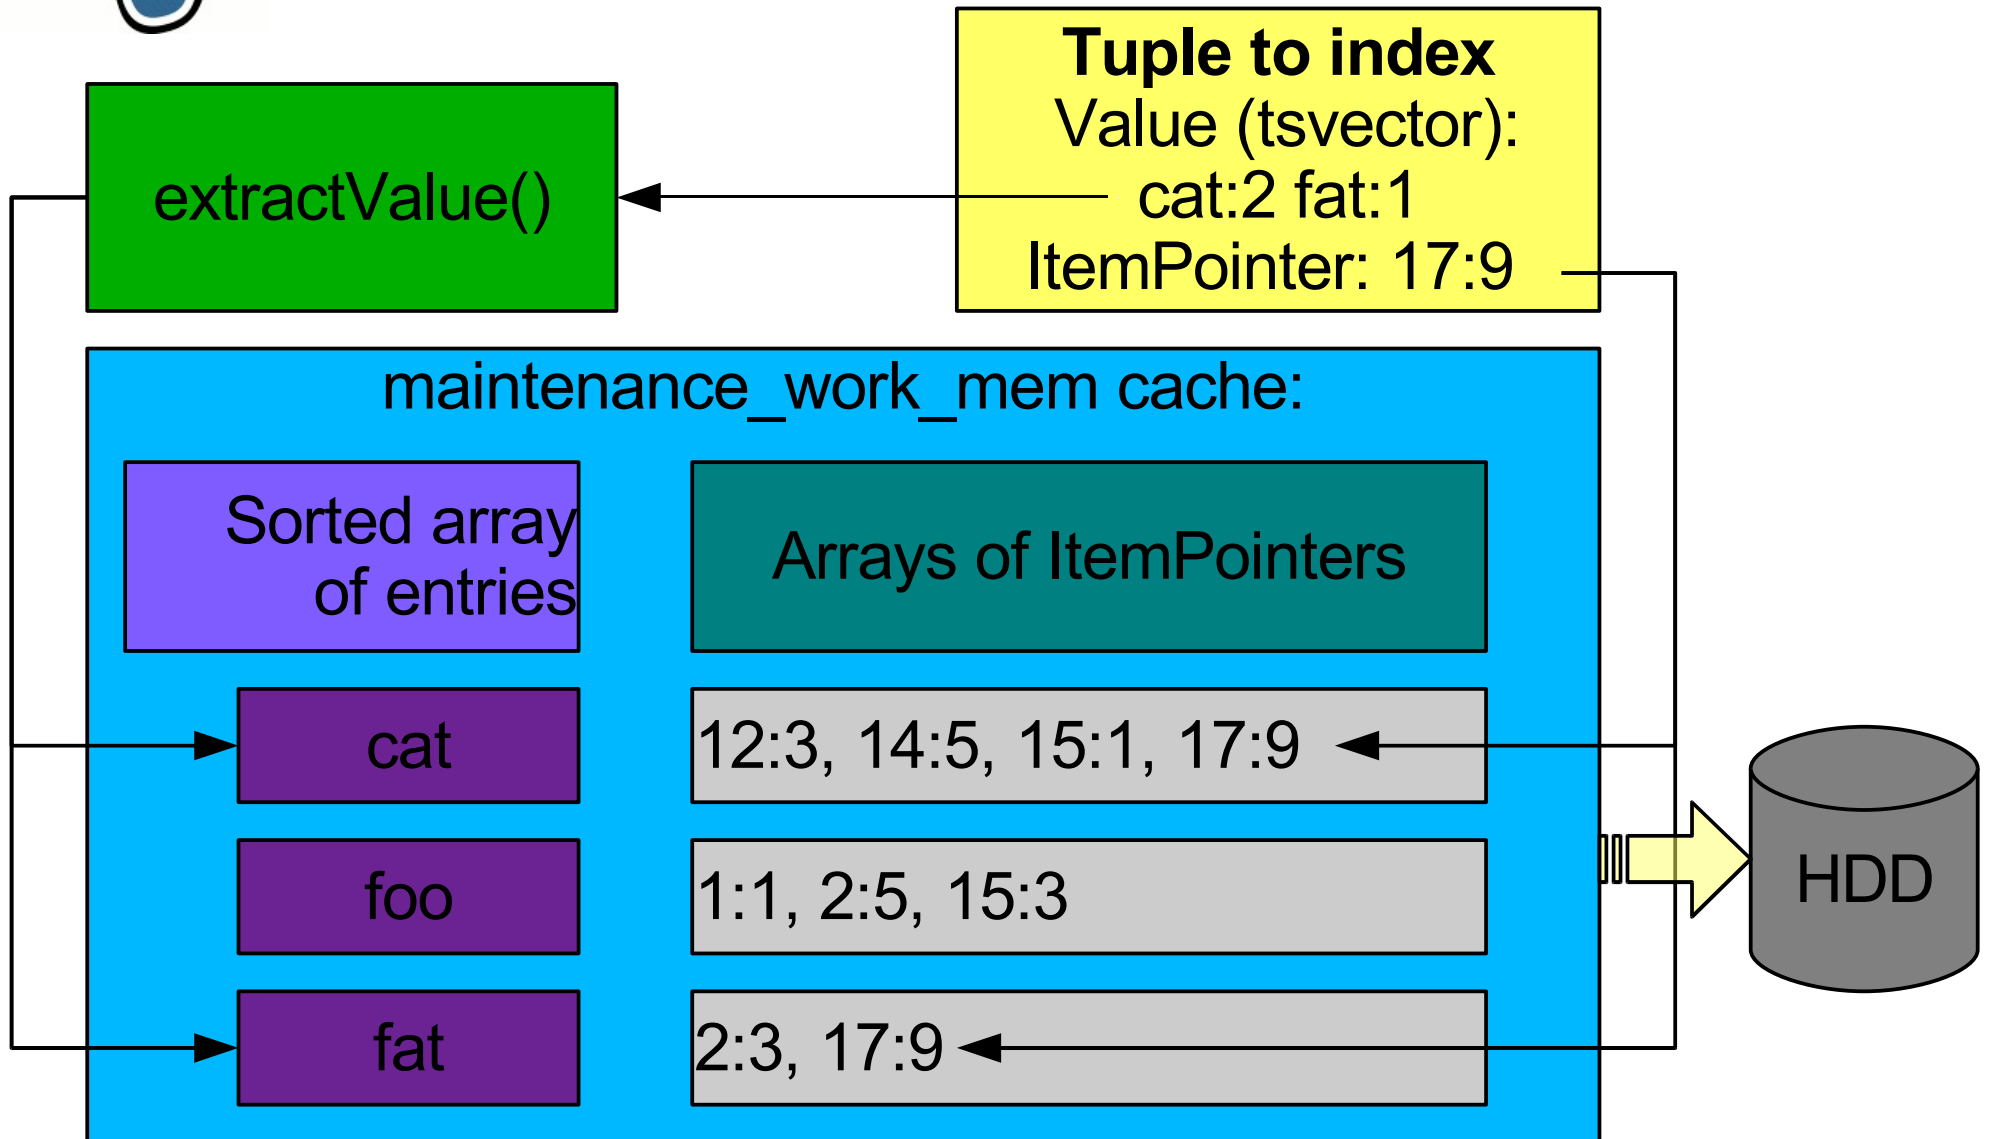 Tuple to index
Value (tsvector):
cat:2 fat:1
ItemPointer: 17:9
extractValue()
maintenance_work_mem cache:
Sorted array
of entries
Arrays of ItemPointers
cat
12:3, 14:5, 15:1, 17:9
foo
1:1, 2:5, 15:3
fat
2:3, 17:9
HDD